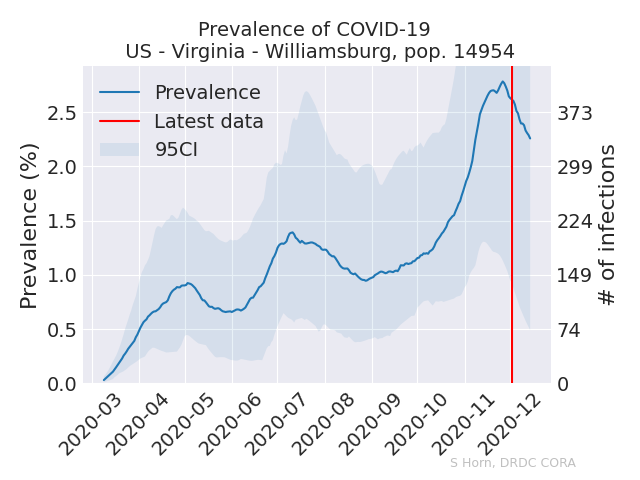 Prevalence of COVID-19
US - Virginia - Williamsburg, pop. 14954
Prevalence
Latest data
95CI
Prevalence (%)
2.5
2.0
1.5
1.0
0.5
0.0
373
299
224
149
74
0
# of infections
2020-03
2020-04
2020-05
2020-06
2020-07
2020-08
2020-09
2020-10
2020-11
2020-12
S Horn, DRDC CORA